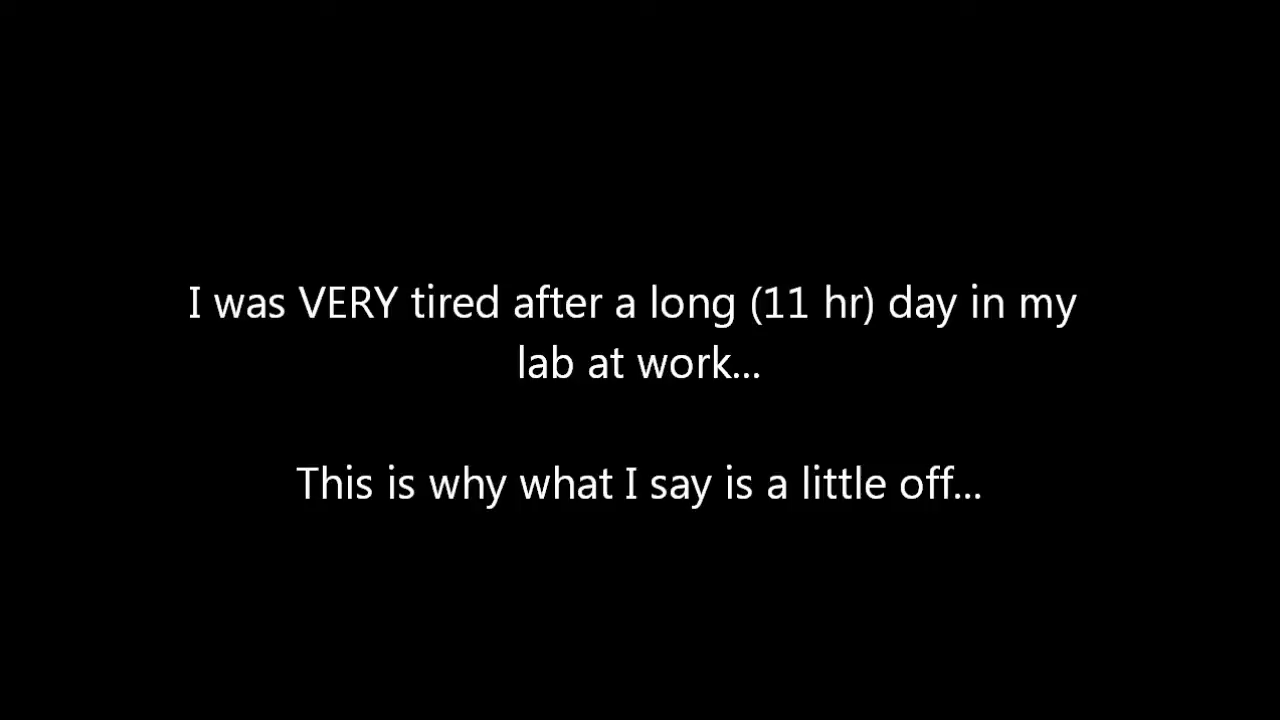 I was VERY tired after a long (11 hr) day in my
lab at work...
This is why what I say is a little off...